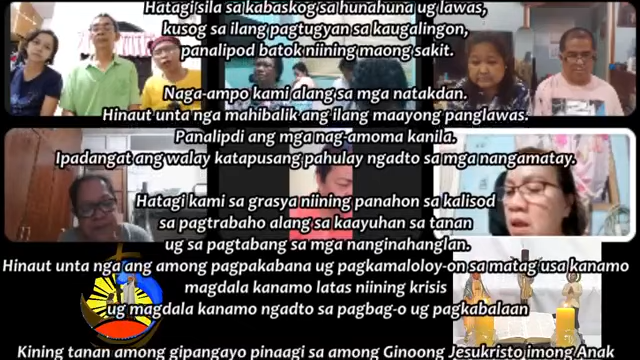 Hatagi sila sa kabaskog sa hunahuna ug lawas,
kusog sa ilang pagtugyan sa kaugalingon,
panalipod batok niining maong sakit.
Naga-ampo kami alang sa mga natakdan.
Hinaut unta nga mahibalik ang ilang maayong panglawas.
Panalipdi ang mga nag-amoma kanila.
Ipadangat ang walay katapusang pahulay ngadto sa mga nangamatay.
Hatagi kami sa grasya niining panahon sa kalisod
sa pagtrabaho alang sa kaayuhan sa tanan
ug sa pagtabang sa mga nanginahanglan.
Hinaut unta nga ang among pagpakabana ug pagkamaloloy-on sa matag usa kanamo
magdala kanamo latas niining krisis
ug magdala kanamo ngadto sa pagbag-o ug pagkabalaan
Kining tanan among gipangayo pinaagi sa among Ginoong Jesukristo imong Anak